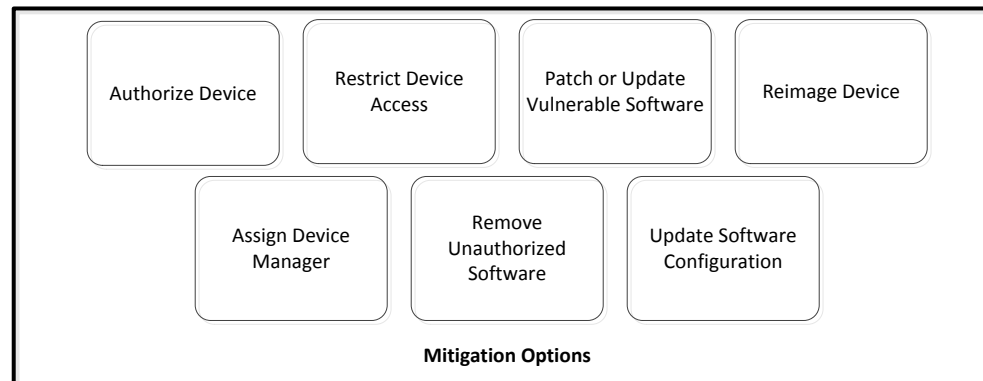 Authorize Device
Restrict Device
Access
Patch or Update
Vulnerable Software
Reimage Device
Assign Device
Manager
Remove
Unauthorized
Software
Update Software
Configuration
Mitigation Options